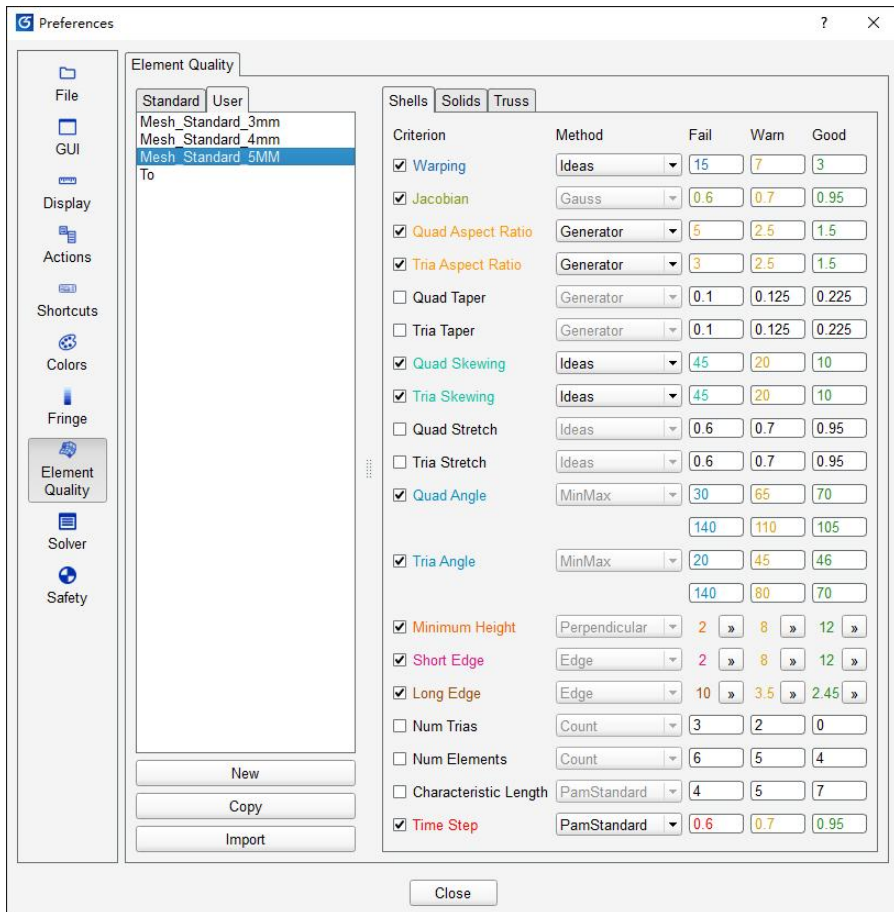 Preferences
?
File
GUI
Display
Actions
Shortcuts
Colors
Fringe
Element
Quality
Solver
Safety
Element Quality
Standard User
Mesh_Standard_3mm
Mesh_Standard_4mm
Mesh_Standard_5MM
To
New
Copy
Import
Shells Solids Truss
Criterion Method Fail Warn Good
Warping Ideas 15 7 3
Jacobian Gauss 0.6 0.7 0.95
Quad Aspect Ratio Generator 5 2.5 1.5
Tria Aspect Ratio Generator 3 2.5 1.5
Quad Taper Generator 0.1 0.125 0.225
Tria Taper Generator 0.1 0.125 0.225
Quad Skewing Ideas 45 20 10
Tria Skewing Ideas 45 20 10
Quad Stretch Ideas 0.6 0.7 0.95
Tria Stretch Ideas 0.6 0.7 0.95
Quad Angle MinMax 30 65 70
140 110 105
Tria Angle MinMax 20 45 46
140 80 70
Minimum Height Perpendicular 2 » 8 » 12 »
Short Edge Edge 2 » 8 » 12 »
Long Edge Edge 10 » 3.5 » 2.45 »
Num Trias Count 3 2 0
Num Elements Count 6 5 4
Characteristic Length PamStandard 4 5 7
Time Step PamStandard 0.6 0.7 0.95
Close